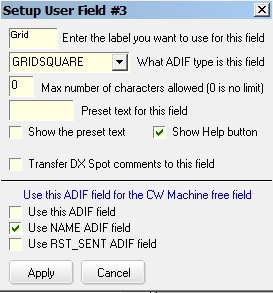 Setup User Field #3
Grid Enter the label you want to use for this field
GRIDSQUARE What ADIF type is this field
0 Max number of characters allowed (0 is no limit)
Preset text for this field
Show the preset text Show Help button
Transfer DX Spot comments to this field
Use this ADIF field for the CW Machine free field
Use this ADIF field
Use NAME ADIF field
Use RST_SENT ADIF field
Apply Cancel